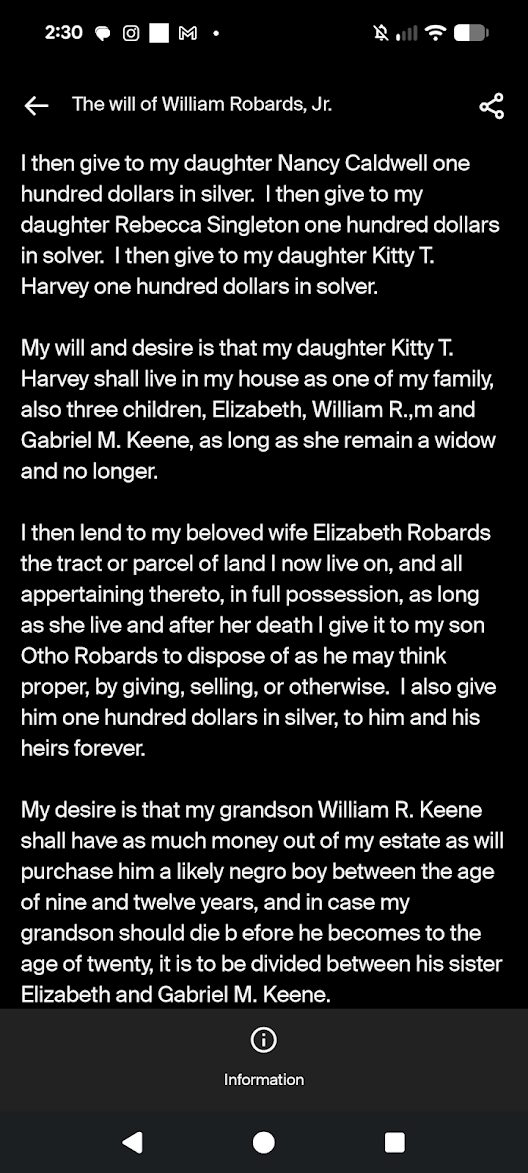 2:30
The will of William Robards, Jr.
I then give to my daughter Nancy Caldwell one
hundred dollars in silver.  I then give to my
daughter Rebecca Singleton one hundred dollars
in solver.  I then give to my daughter Kitty T.
Harvey one hundred dollars in solver.
My will and desire is that my daughter Kitty T.
Harvey shall live in my house as one of my family,
also three children, Elizabeth, William R.,m and
Gabriel M. Keene, as long as she remain a widow
and no longer.
I then lend to my beloved wife Elizabeth Robards
the tract or parcel of land I now live on, and all
appertaining thereto, in full possession, as long
as she live and after her death I give it to my son
Otho Robards to dispose of as he may think
proper, by giving, selling, or otherwise.  I also give
him one hundred dollars in silver, to him and his
heirs forever.
My desire is that my grandson William R. Keene
shall have as much money out of my estate as will
purchase him a likely negro boy between the age
of nine and twelve years, and in case my
grandson should die b efore he becomes to the
age of twenty, it is to be divided between his sister
Elizabeth and Gabriel M. Keene.
Information